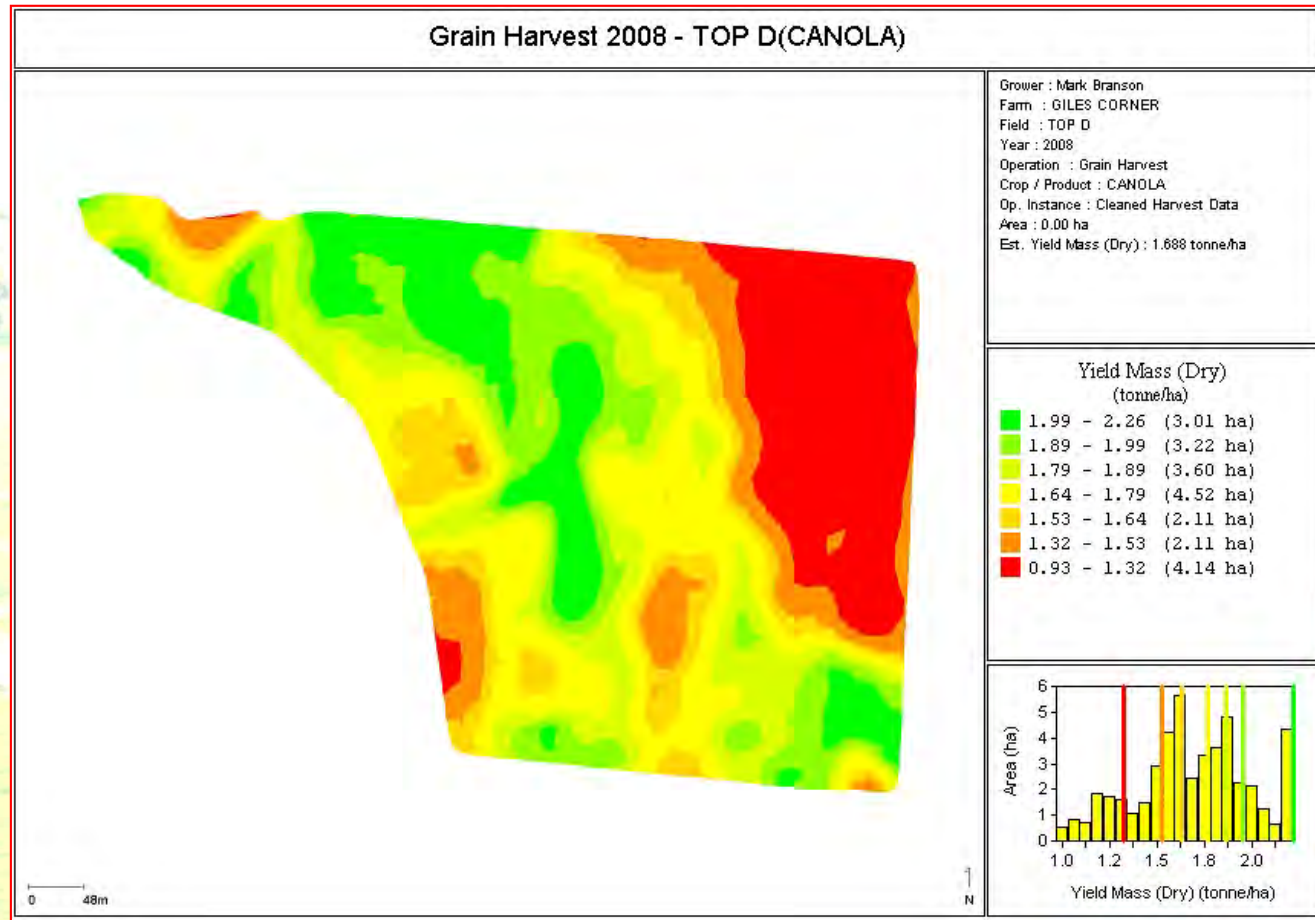 Grain Harvest 2008 - TOP D(CANOLA)
Grower : Mark Branson
Farm : GILES CORNER
Field : TOP D
Year : 2008
Operation : Grain Harvest
Crop / Product : CANOLA
Op. Instance : Cleaned Harvest Data
Area : 0.00 ha
Est. Yield Mass (Dry) : 1.688 tonne/ha
Yield Mass (Dry)
(tonne/ha)
1.99 - 2.26 (3.01 ha)
1.89 - 1.99 (3.22 ha)
1.79 - 1.89 (3.60 ha)
1.64 - 1.79 (4.52 ha)
1.53 - 1.64 (2.11 ha)
1.32 - 1.53 (2.11 ha)
0.93 - 1.32 (4.14 ha)
6
5
4
3
2
1
0
Area (ha)
1.0 1.2 1.5 1.8 2.0
Yield Mass (Dry) (tonne/ha)
0 48m
N